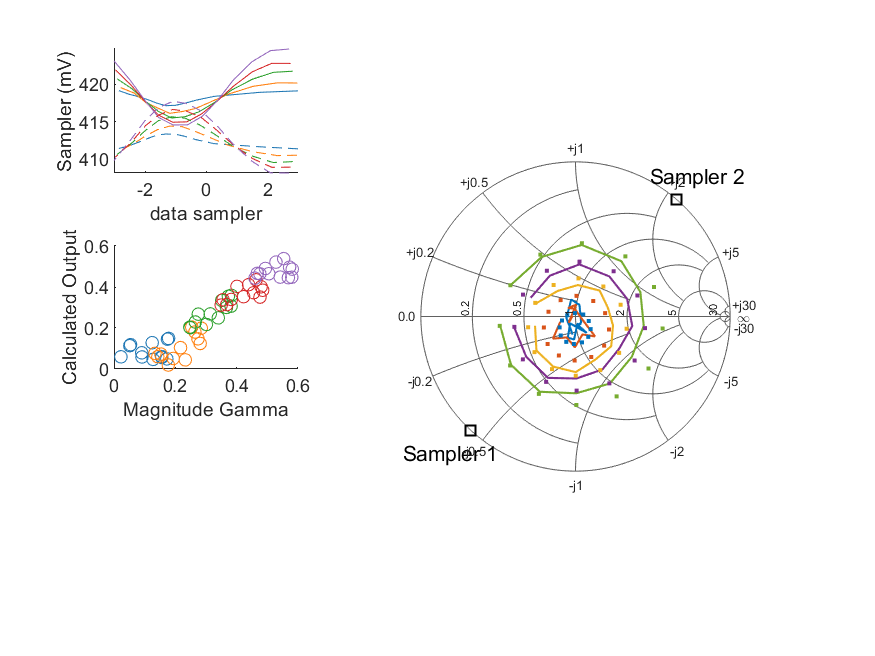 Sampler (mV)
420
415
410
-2
0
2
data sampler
Calculated Output
0.6
0.4
0.2
0
0
0.2
0.4
0.6
Magnitude Gamma
+j1
+j0.5
+j2
Sampler 2
+j0.2
+j5
0.0
0.2
0.5
1
2
5
30
+j30
∞
-j30
-j0.2
-j5
-j0.5
Sampler 1
-j2
-j1